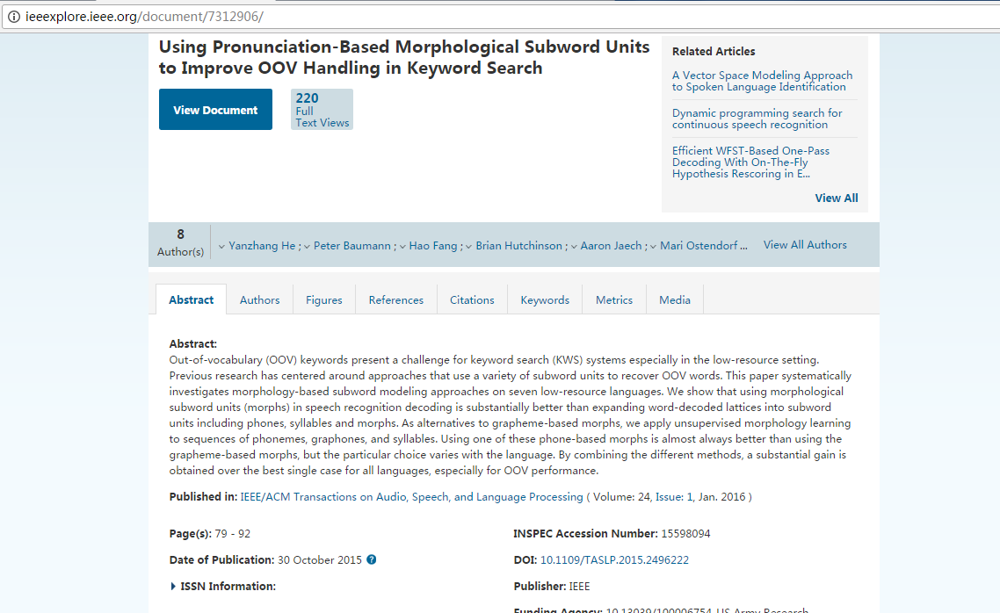 ieeexplore.ieee.org/document/7312906/
Using Pronunciation-Based Morphological Subword Units
to Improve OOV Handling in Keyword Search
View Document
220
Full
Text Views
Related Articles
A Vector Space Modeling Approach
to Spoken Language Identification
Dynamic programming search for
continuous speech recognition
Efficient WFST-Based One-Pass
Decoding With On-The-Fly
Hypothesis Rescoring in E...
View All
8
Author(s)
Yanzhang He ; Peter Baumann ; Hao Fang ; Brian Hutchinson ; Aaron Jaech ; Mari Ostendorf ... View All Authors
Abstract Authors Figures References Citations Keywords Metrics Media
Abstract:
Out-of-vocabulary (OOV) keywords present a challenge for keyword search (KWS) systems especially in the low-resource setting.
Previous research has centered around approaches that use a variety of subword units to recover OOV words. This paper systematically
investigates morphology-based subword modeling approaches on seven low-resource languages. We show that using morphological
subword units (morphs) in speech recognition decoding is substantially better than expanding word-decoded lattices into subword
units including phones, syllables and morphs. As alternatives to grapheme-based morphs, we apply unsupervised morphology learning
to sequences of phonemes, graphones, and syllables. Using one of these phone-based morphs is almost always better than using the
grapheme-based morphs, but the particular choice varies with the language. By combining the different methods, a substantial gain is
obtained over the best single case for all languages, especially for OOV performance.
Published in: IEEE/ACM Transactions on Audio, Speech, and Language Processing ( Volume: 24, Issue: 1, Jan. 2016 )
Page(s): 79 - 92
INSPEC Accession Number: 15598094
Date of Publication: 30 October 2015
DOI: 10.1109/TASLP.2015.2496222
ISSN Information:
Publisher: IEEE
Funding Agency: 10.13039/100006754-US Army Research